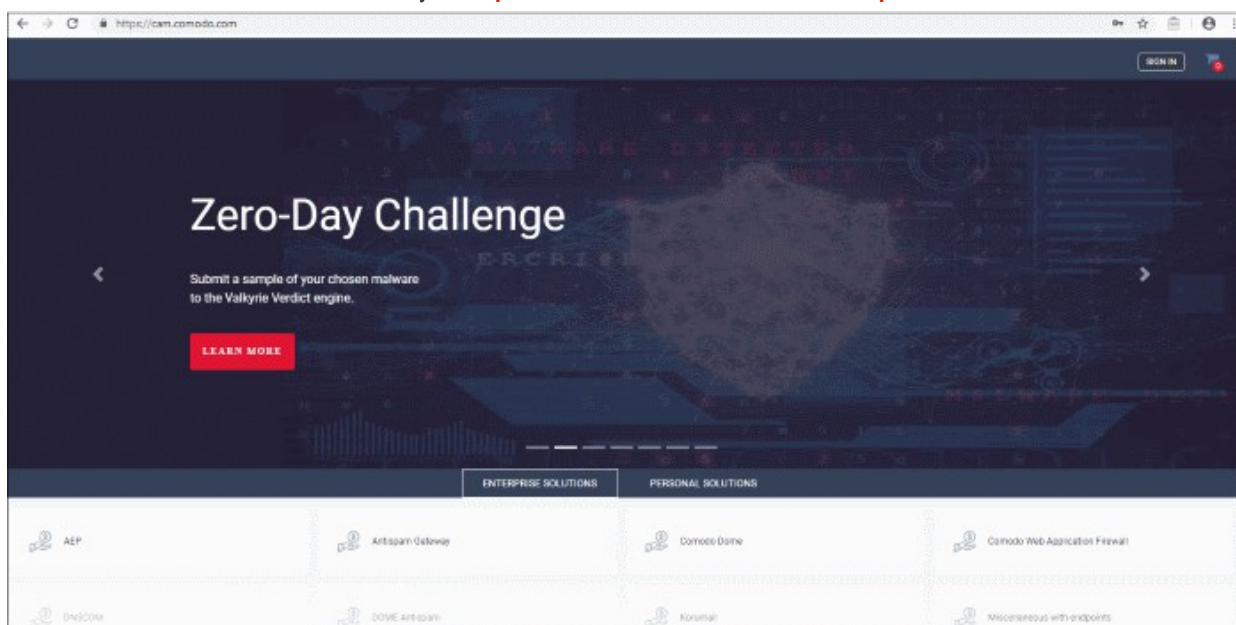 https://cam.comodo.com
SIGN IN
0
Zero-Day Challenge
Submit a sample of your chosen malware
to the Valkyrie Verdict engine.
LEARN MORE
ENTERPRISE SOLUTIONS
PERSONAL SOLUTIONS
AEP
Antispam Gateway
Comodo Dome
Comodo Web Application Firewall
DOME Antispam
Korumail
Miscellaneous with endpoints